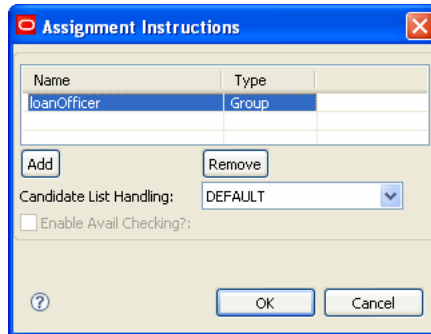 Assignment Instructions
Name Type
loanOfficer Group
Add Remove
Candidate List Handling: DEFAULT
Enable Avail Checking?:
? OK Cancel